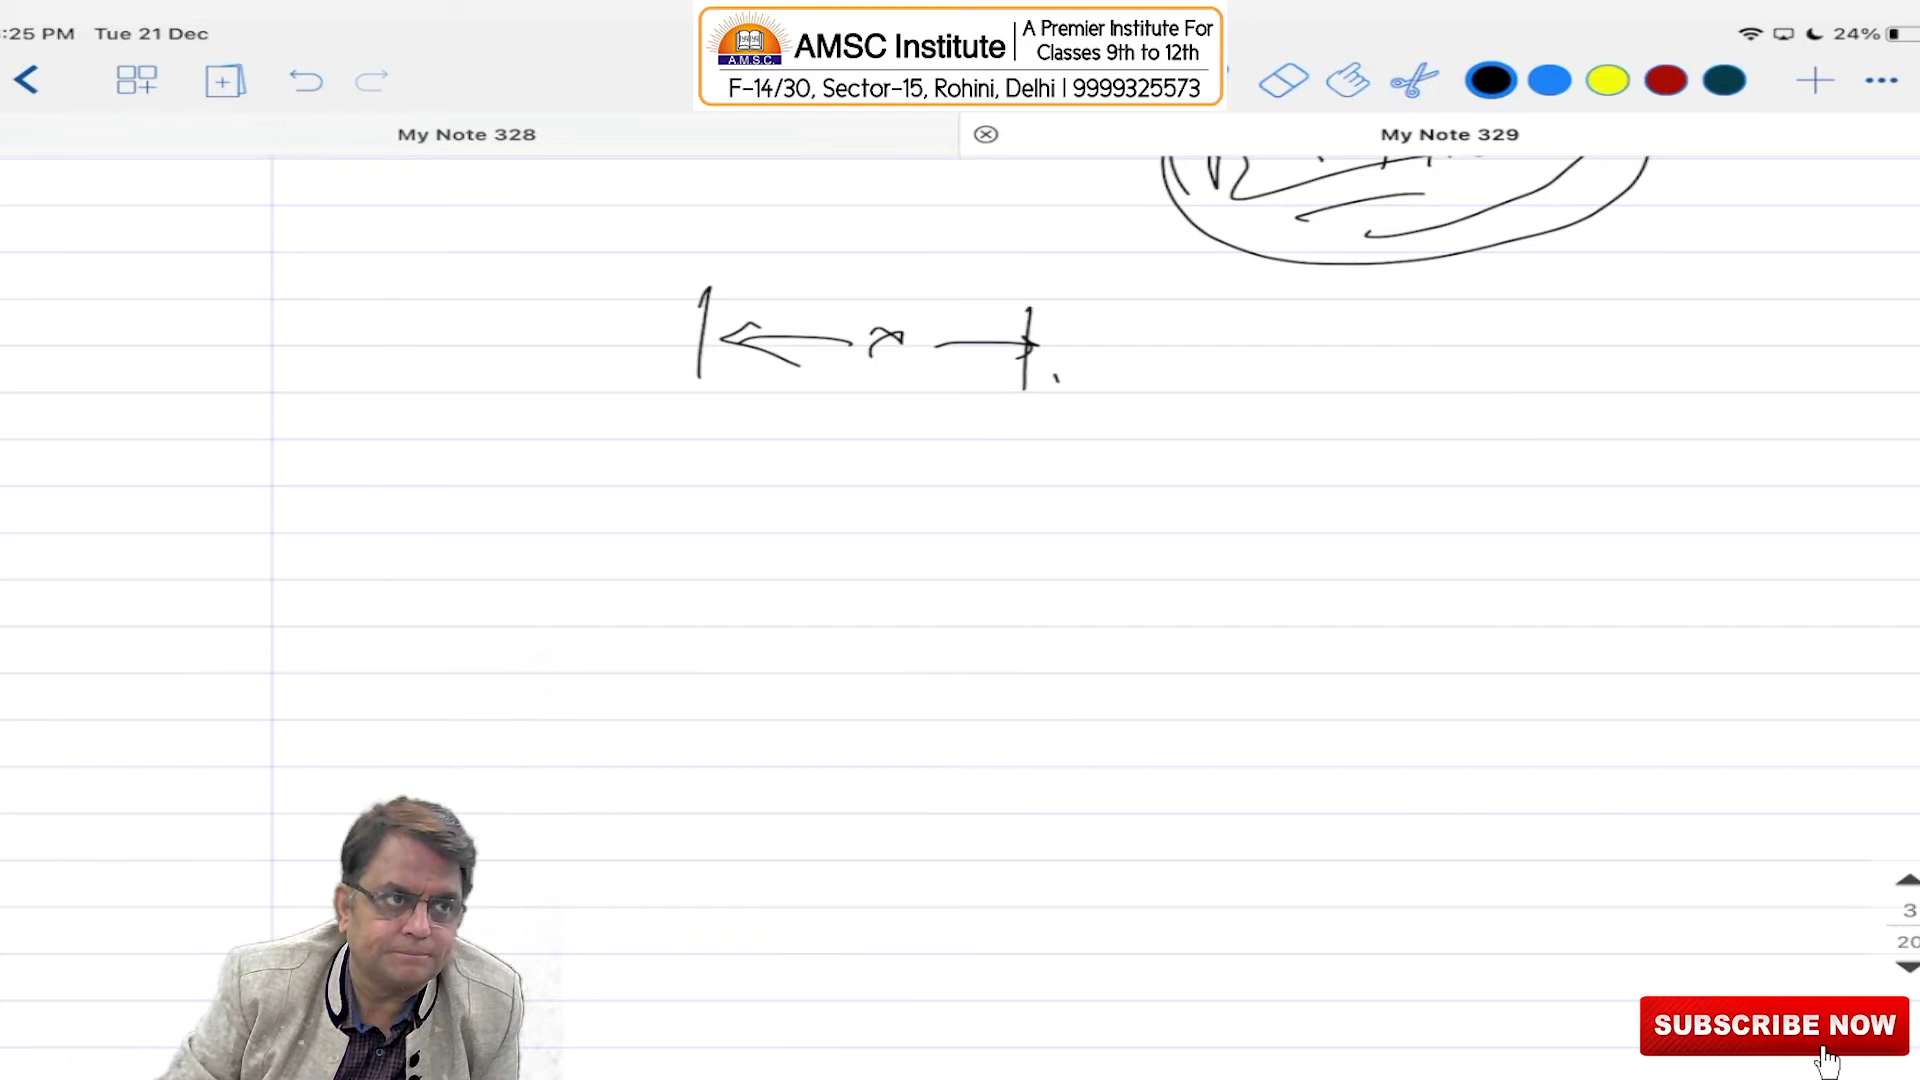 :25 PM Tue 21 Dec
AMSC Institute
A Premier Institute For
Classes 9th to 12th
A.M.S.C.
F-14/30, Sector-15, Rohini, Delhi | 9999325573
24%
My Note 328
My Note 329
x
3
20
SUBSCRIBE NOW